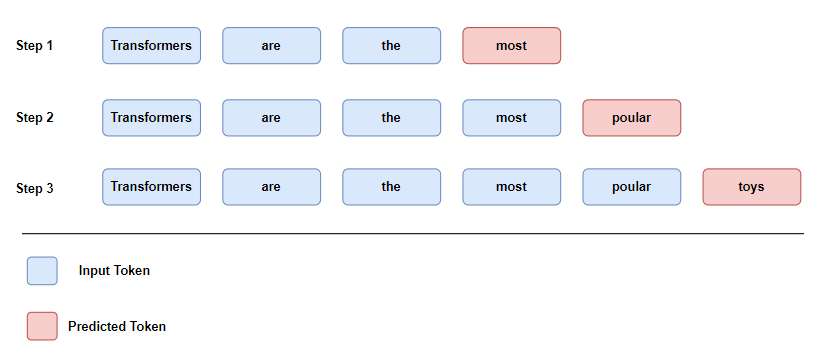 Step 1 Transformers are the most
Step 2 Transformers are the most poular
Step 3 Transformers are the most poular toys
Input Token
Predicted Token